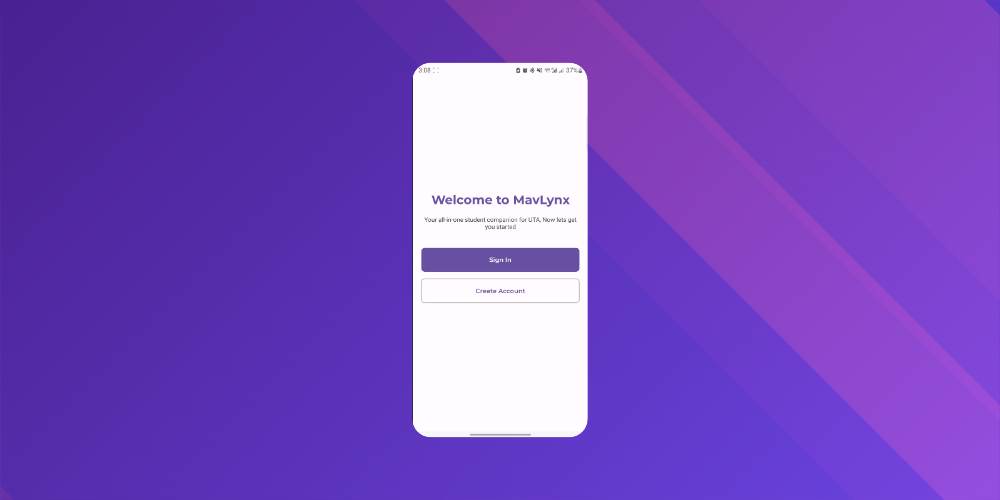 3:08
37%
Welcome to MavLynx
Your all-in-one student companion for UTA, Now lets get
you started
Sign In
Create Account